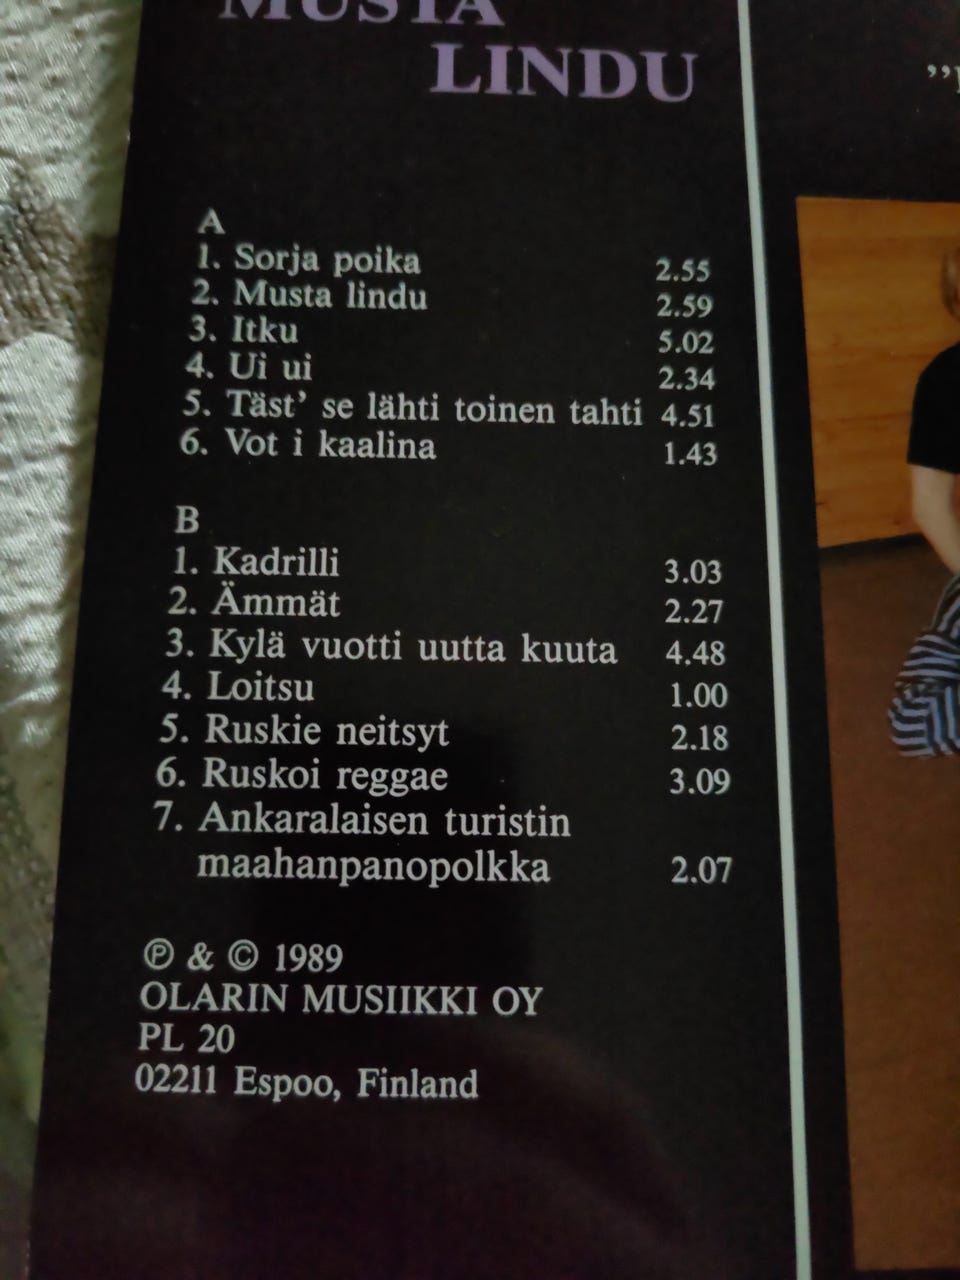 MUSTA
LINDU
A
1. Sorja poika 2.55
2. Musta lindu 2.59
3. Itku 5.02
4. Ui ui 2.34
5. Täst’ se lähti toinen tahti 4.51
6. Vot i kaalina 1.43
B
1. Kadrilli 3.03
2. Ämmät 2.27
3. Kylä vuotti uutta kuuta 4.48
4. Loitsu 1.00
5. Ruskie neitsyt 2.18
6. Ruskoi reggae 3.09
7. Ankaralaisen turistin
maahanpanopolkka 2.07
℗ & © 1989
OLARIN MUSIIKKI OY
PL 20
02211 Espoo, Finland